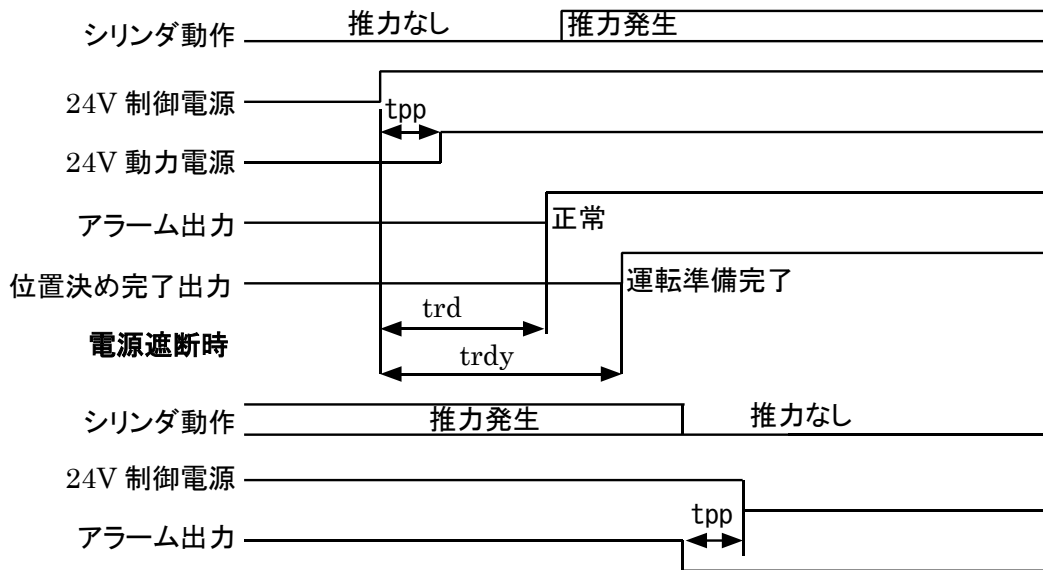 推力なし
推力発生
シリンダ動作
24V 制御電源
tpp
24V 動力電源
アラーム出力
正常
位置決め完了出力
運転準備完了
trd
電源遮断時
trdy
シリンダ動作
推力発生
推力なし
24V 制御電源
tpp
アラーム出力